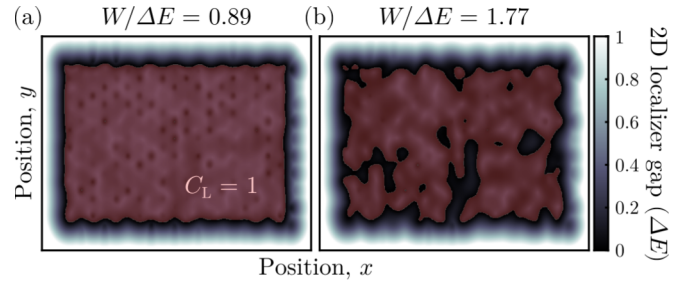 (a) W/ΔE = 0.89
(b) W/ΔE = 1.77
Position, y
C_L = 1
Position, x
1
0.8
0.6
0.4
0.2
0
2D localizer gap (ΔE)